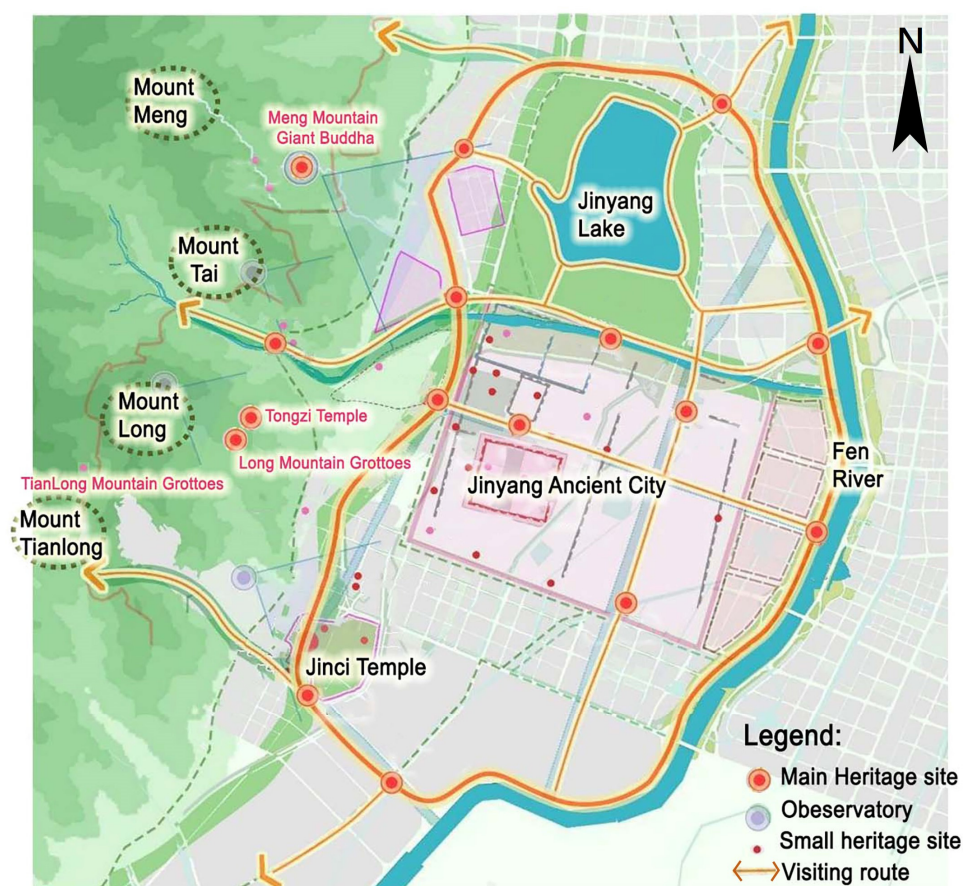 N
Mount
Meng
Meng Mountain
Giant Buddha
Jinyang
Lake
Mount
Tai
Mount
Long
Tongzi Temple
Long Mountain Grottoes
TianLong Mountain Grottoes
Jinyang Ancient City
Fen
River
Mount
Tianlong
Jinci Temple
Legend:
Main Heritage site
Obeservatory
Small heritage site
Visiting route